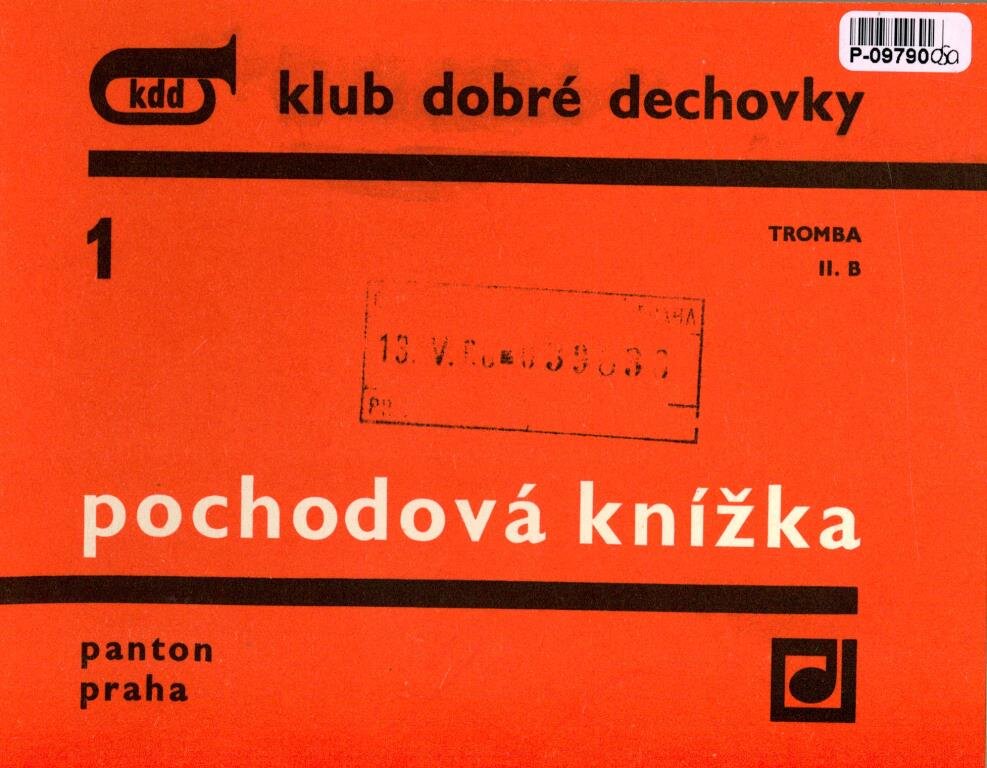 P-09790
kdd
klub dobré dechovky
1
TROMBA
II. B
13. V.
pochodová knížka
panton
praha